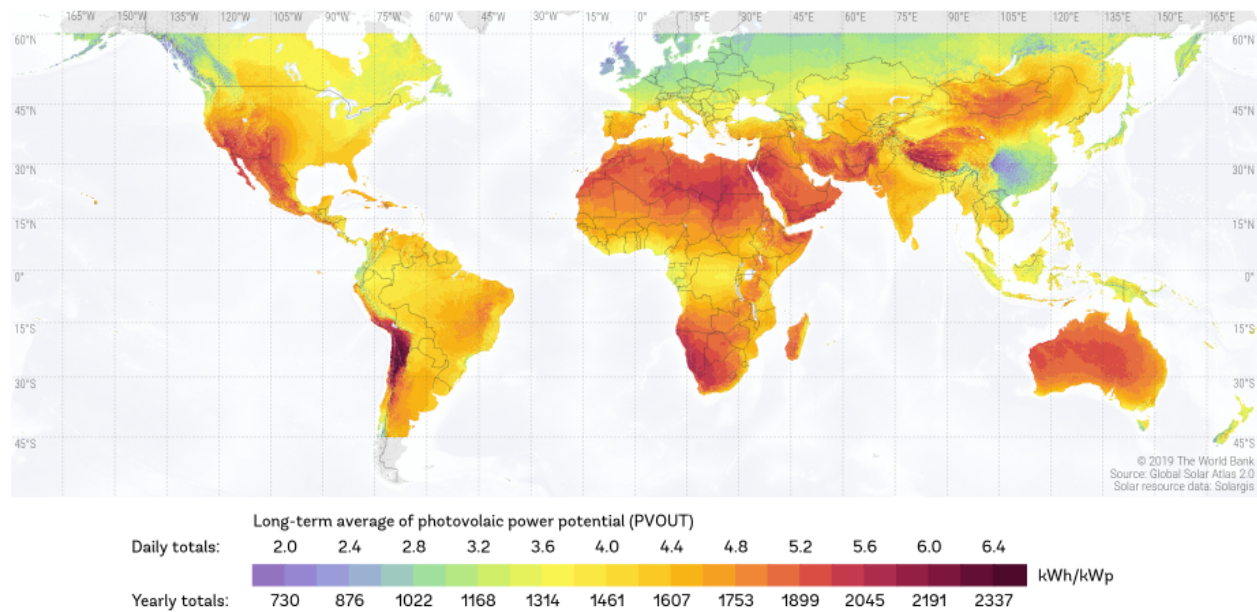 165°W 135°W 105°W 75°W 60°W 45°W 30°W 15°W 0° 15°E 30°E 45°E 60°E 75°E 90°E 105°E 120°E 150°E 165°E
60°N 60°N
45°N 45°N
30°N 30°N
15°N 15°N
0° 0°
15°S 15°S
30°S 30°S
45°S 45°S
© 2019 The World Bank
Source: Global Solar Atlas 2.0
Solar resource data: Solargis
Long-term average of photovolaic power potential (PVOUT)
Daily totals: 2.0 2.4 2.8 3.2 3.6 4.0 4.4 4.8 5.2 5.6 6.0 6.4
kWh/kWp
Yearly totals: 730 876 1022 1168 1314 1461 1607 1753 1899 2045 2191 2337